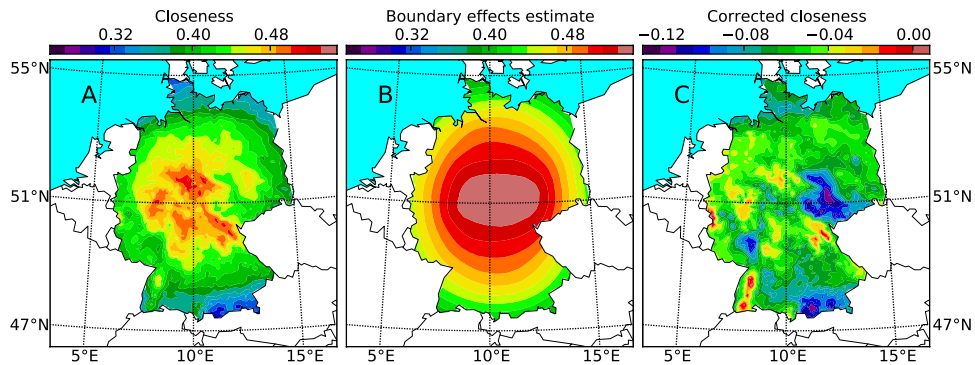 Closeness
Boundary effects estimate
Corrected closeness
0.32 0.40 0.48
0.32 0.40 0.48
−0.12 −0.08 −0.04 0.00
A
B
C
55°N
51°N
47°N
55°N
51°N
47°N
5°E 10°E 15°E
5°E 10°E 15°E
5°E 10°E 15°E